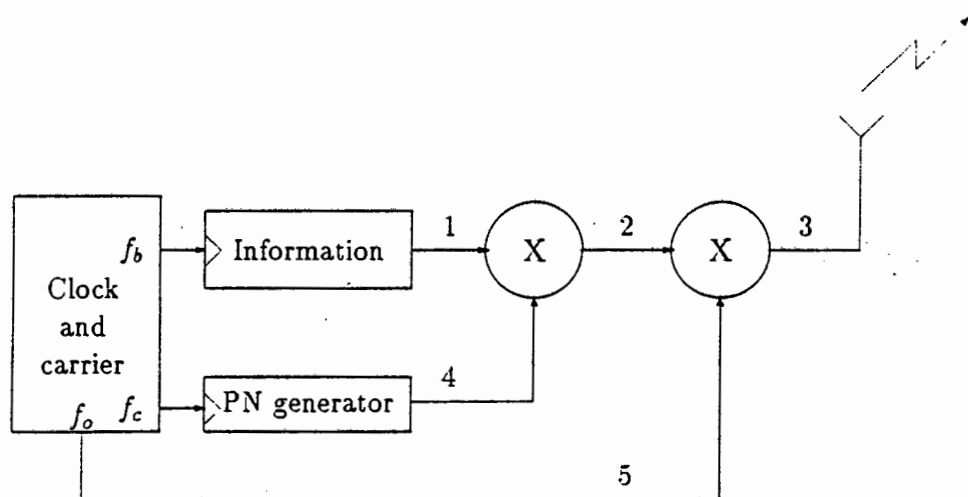 1
2
3
X
X
f_b
Information
Clock
and
carrier
4
PN generator
f_o
f_c
5